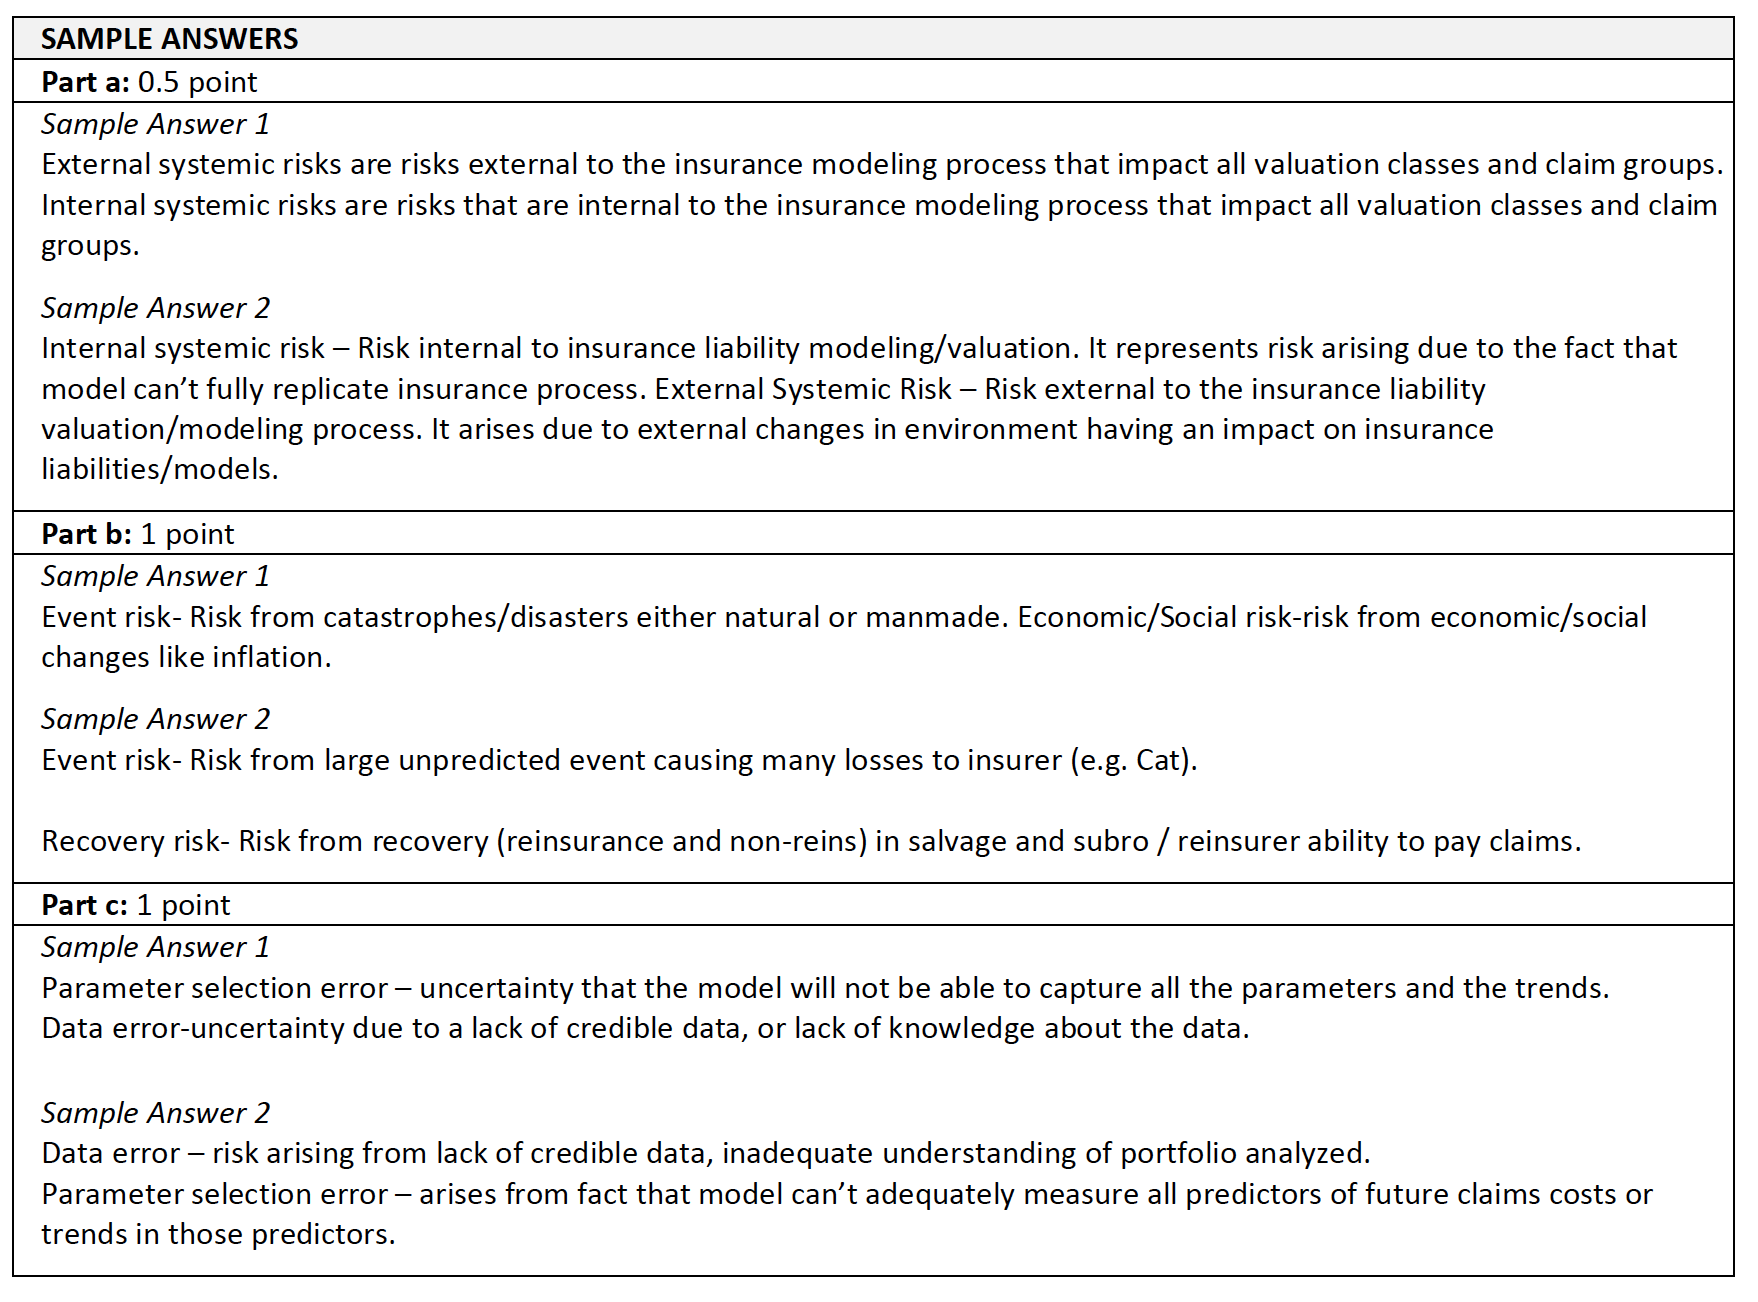 SAMPLE ANSWERS
Part a: 0.5 point
Sample Answer 1
External systemic risks are risks external to the insurance modeling process that impact all valuation classes and claim groups.
Internal systemic risks are risks that are internal to the insurance modeling process that impact all valuation classes and claim
groups.
Sample Answer 2
Internal systemic risk – Risk internal to insurance liability modeling/valuation. It represents risk arising due to the fact that
model can’t fully replicate insurance process. External Systemic Risk – Risk external to the insurance liability
valuation/modeling process. It arises due to external changes in environment having an impact on insurance
liabilities/models.
Part b: 1 point
Sample Answer 1
Event risk- Risk from catastrophes/disasters either natural or manmade. Economic/Social risk-risk from economic/social
changes like inflation.
Sample Answer 2
Event risk- Risk from large unpredicted event causing many losses to insurer (e.g. Cat).
Recovery risk- Risk from recovery (reinsurance and non-reins) in salvage and subro / reinsurer ability to pay claims.
Part c: 1 point
Sample Answer 1
Parameter selection error – uncertainty that the model will not be able to capture all the parameters and the trends.
Data error-uncertainty due to a lack of credible data, or lack of knowledge about the data.
Sample Answer 2
Data error – risk arising from lack of credible data, inadequate understanding of portfolio analyzed.
Parameter selection error – arises from fact that model can’t adequately measure all predictors of future claims costs or
trends in those predictors.